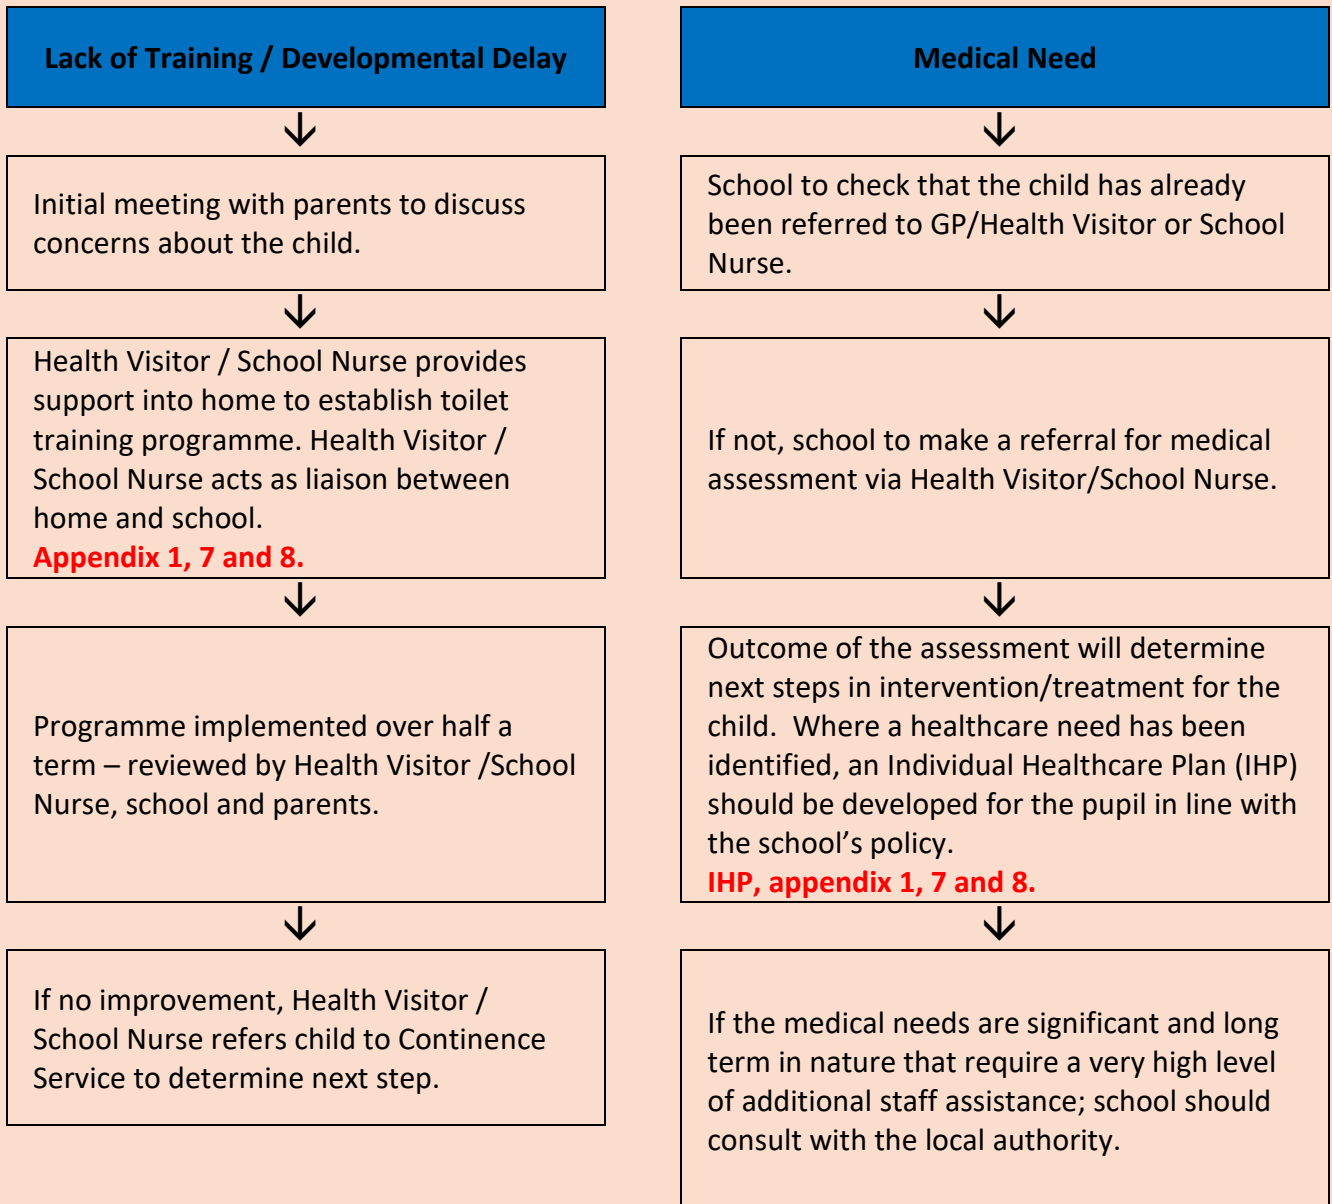 Lack of Training / Developmental Delay
Initial meeting with parents to discuss
concerns about the child.
Health Visitor / School Nurse provides
support into home to establish toilet
training programme. Health Visitor /
School Nurse acts as liaison between
home and school.
Appendix 1, 7 and 8.
Programme implemented over half a
term – reviewed by Health Visitor /School
Nurse, school and parents.
If no improvement, Health Visitor /
School Nurse refers child to Continence
Service to determine next step.
Medical Need
School to check that the child has already
been referred to GP/Health Visitor or School
Nurse.
If not, school to make a referral for medical
assessment via Health Visitor/School Nurse.
Outcome of the assessment will determine
next steps in intervention/treatment for the
child.  Where a healthcare need has been
identified, an Individual Healthcare Plan (IHP)
should be developed for the pupil in line with
the school’s policy.
IHP, appendix 1, 7 and 8.
If the medical needs are significant and long
term in nature that require a very high level
of additional staff assistance; school should
consult with the local authority.